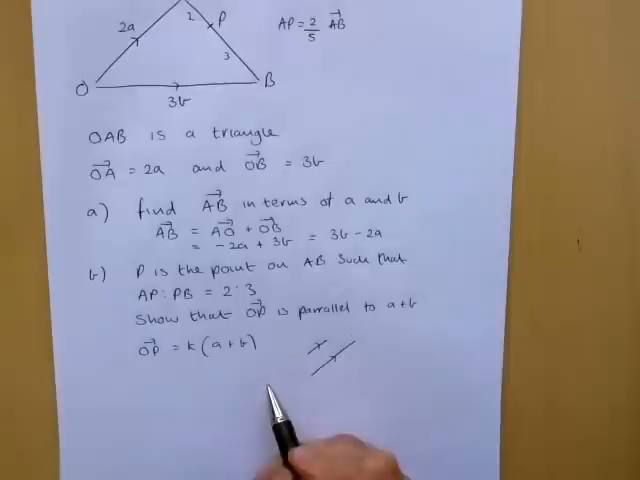 2a
2
P
AP = 2/5 AB
3
O
B
3b
OAB is a triangle
OA = 2a and OB = 3b
a) find AB in terms of a and b
AB = AO + OB
= -2a + 3b = 3b - 2a
b) P is the point on AB such that
AP : PB = 2 : 3
Show that OP is parrallel to a+b
OP = k(a+b)